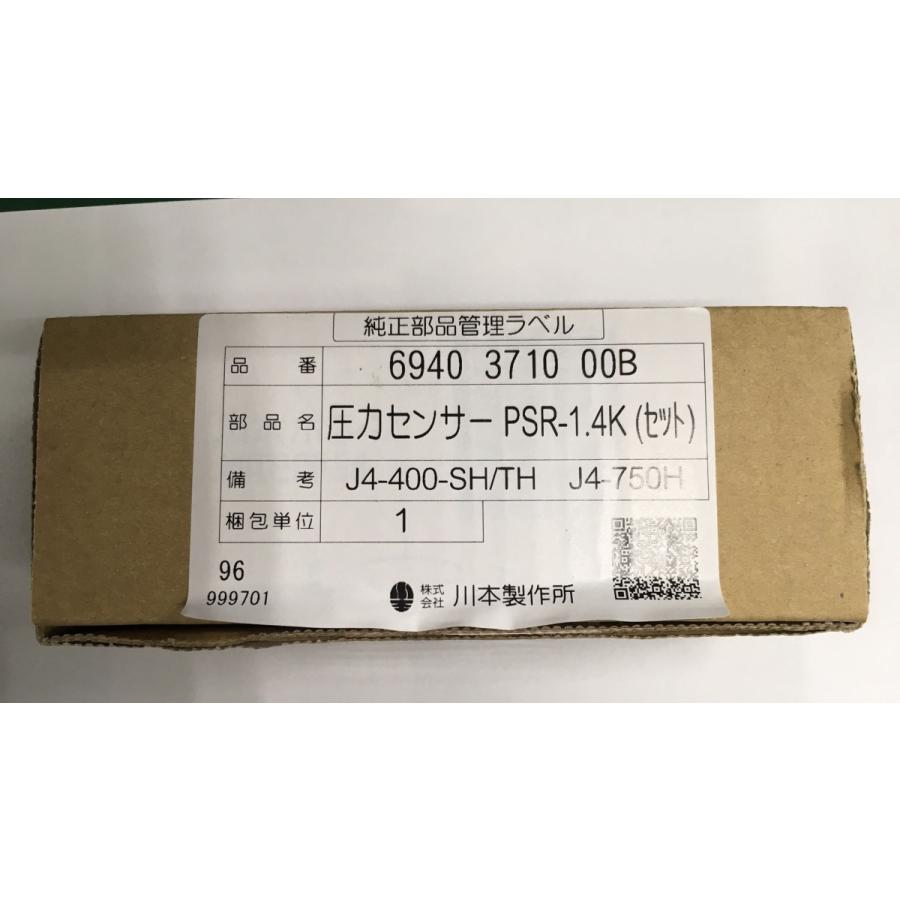 純正部品管理ラベル
品番 6940 3710 00B
部品名 圧力センサー PSR-1.4K (ｾｯﾄ)
備考 J4-400-SH/TH J4-750H
梱包単位 1
96
999701
株式会社 川本製作所